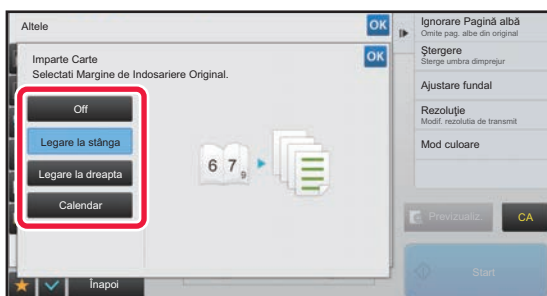 Altele
OK
Imparte Carte
OK
Selectati Margine de Indosariere Original.
Off
Legare la stânga
Legare la dreapta
Calendar
6 7 9
Înapoi
Ignorare Pagină albă
Omite pag. albe din original
Ştergere
Sterge umbra dimprejur
Ajustare fundal
Rezoluţie
Modif. rezolutia de transmit
Mod culoare
Previzualiz.
CA
Start